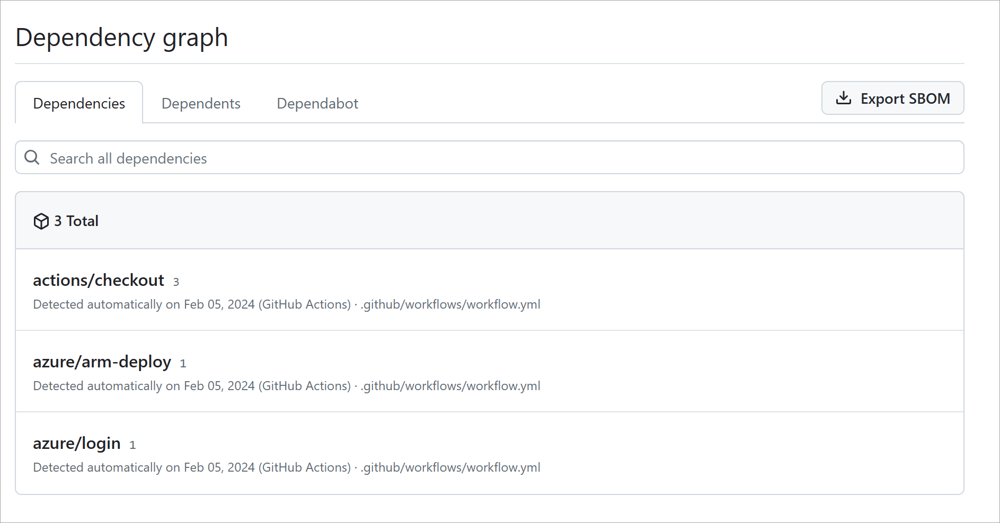 Dependency graph
Dependencies Dependents Dependabot Export SBOM
Search all dependencies
3 Total
actions/checkout 3
Detected automatically on Feb 05, 2024 (GitHub Actions) · .github/workflows/workflow.yml
azure/arm-deploy 1
Detected automatically on Feb 05, 2024 (GitHub Actions) · .github/workflows/workflow.yml
azure/login 1
Detected automatically on Feb 05, 2024 (GitHub Actions) · .github/workflows/workflow.yml